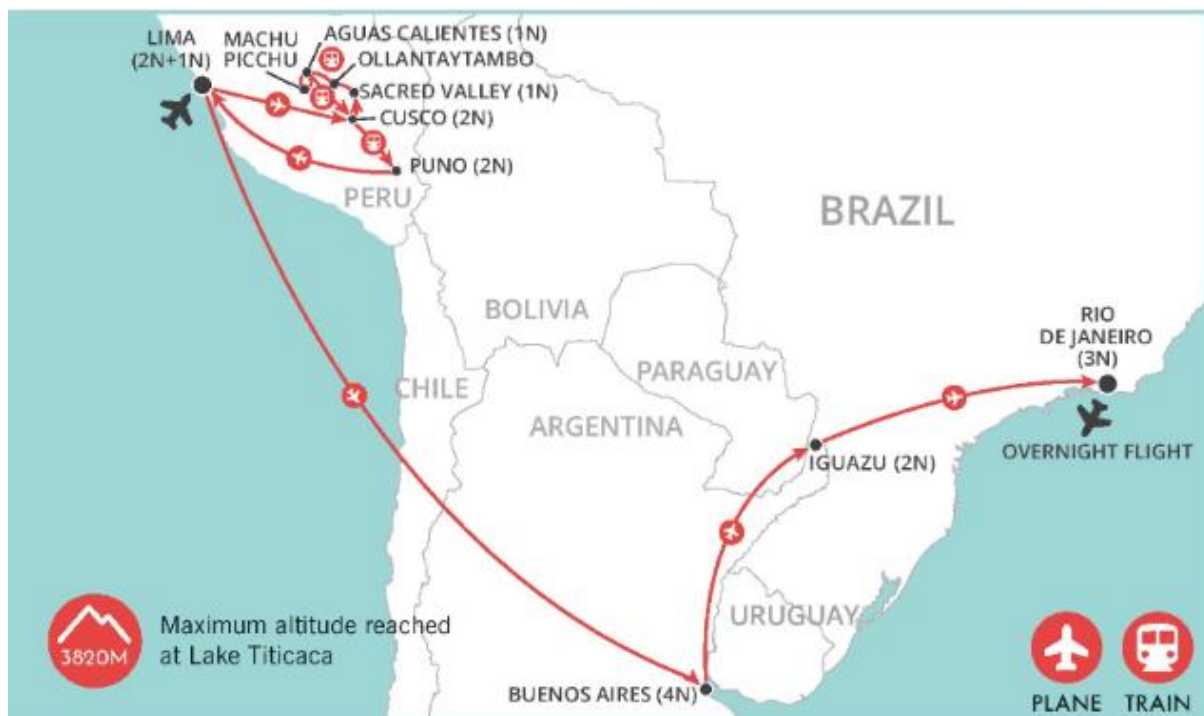 LIMA
(2N+1N)
MACHU
PICCHU
AGUAS CALIENTES (1N)
OLLANTAYTAMBO
SACRED VALLEY (1N)
CUSCO (2N)
PUNO (2N)
PERU
BRAZIL
BOLIVIA
PARAGUAY
CHILE
ARGENTINA
RIO
DE JANEIRO
(3N)
OVERNIGHT FLIGHT
IGUAZU (2N)
URUGUAY
BUENOS AIRES (4N)
3820M
Maximum altitude reached
at Lake Titicaca
PLANE
TRAIN